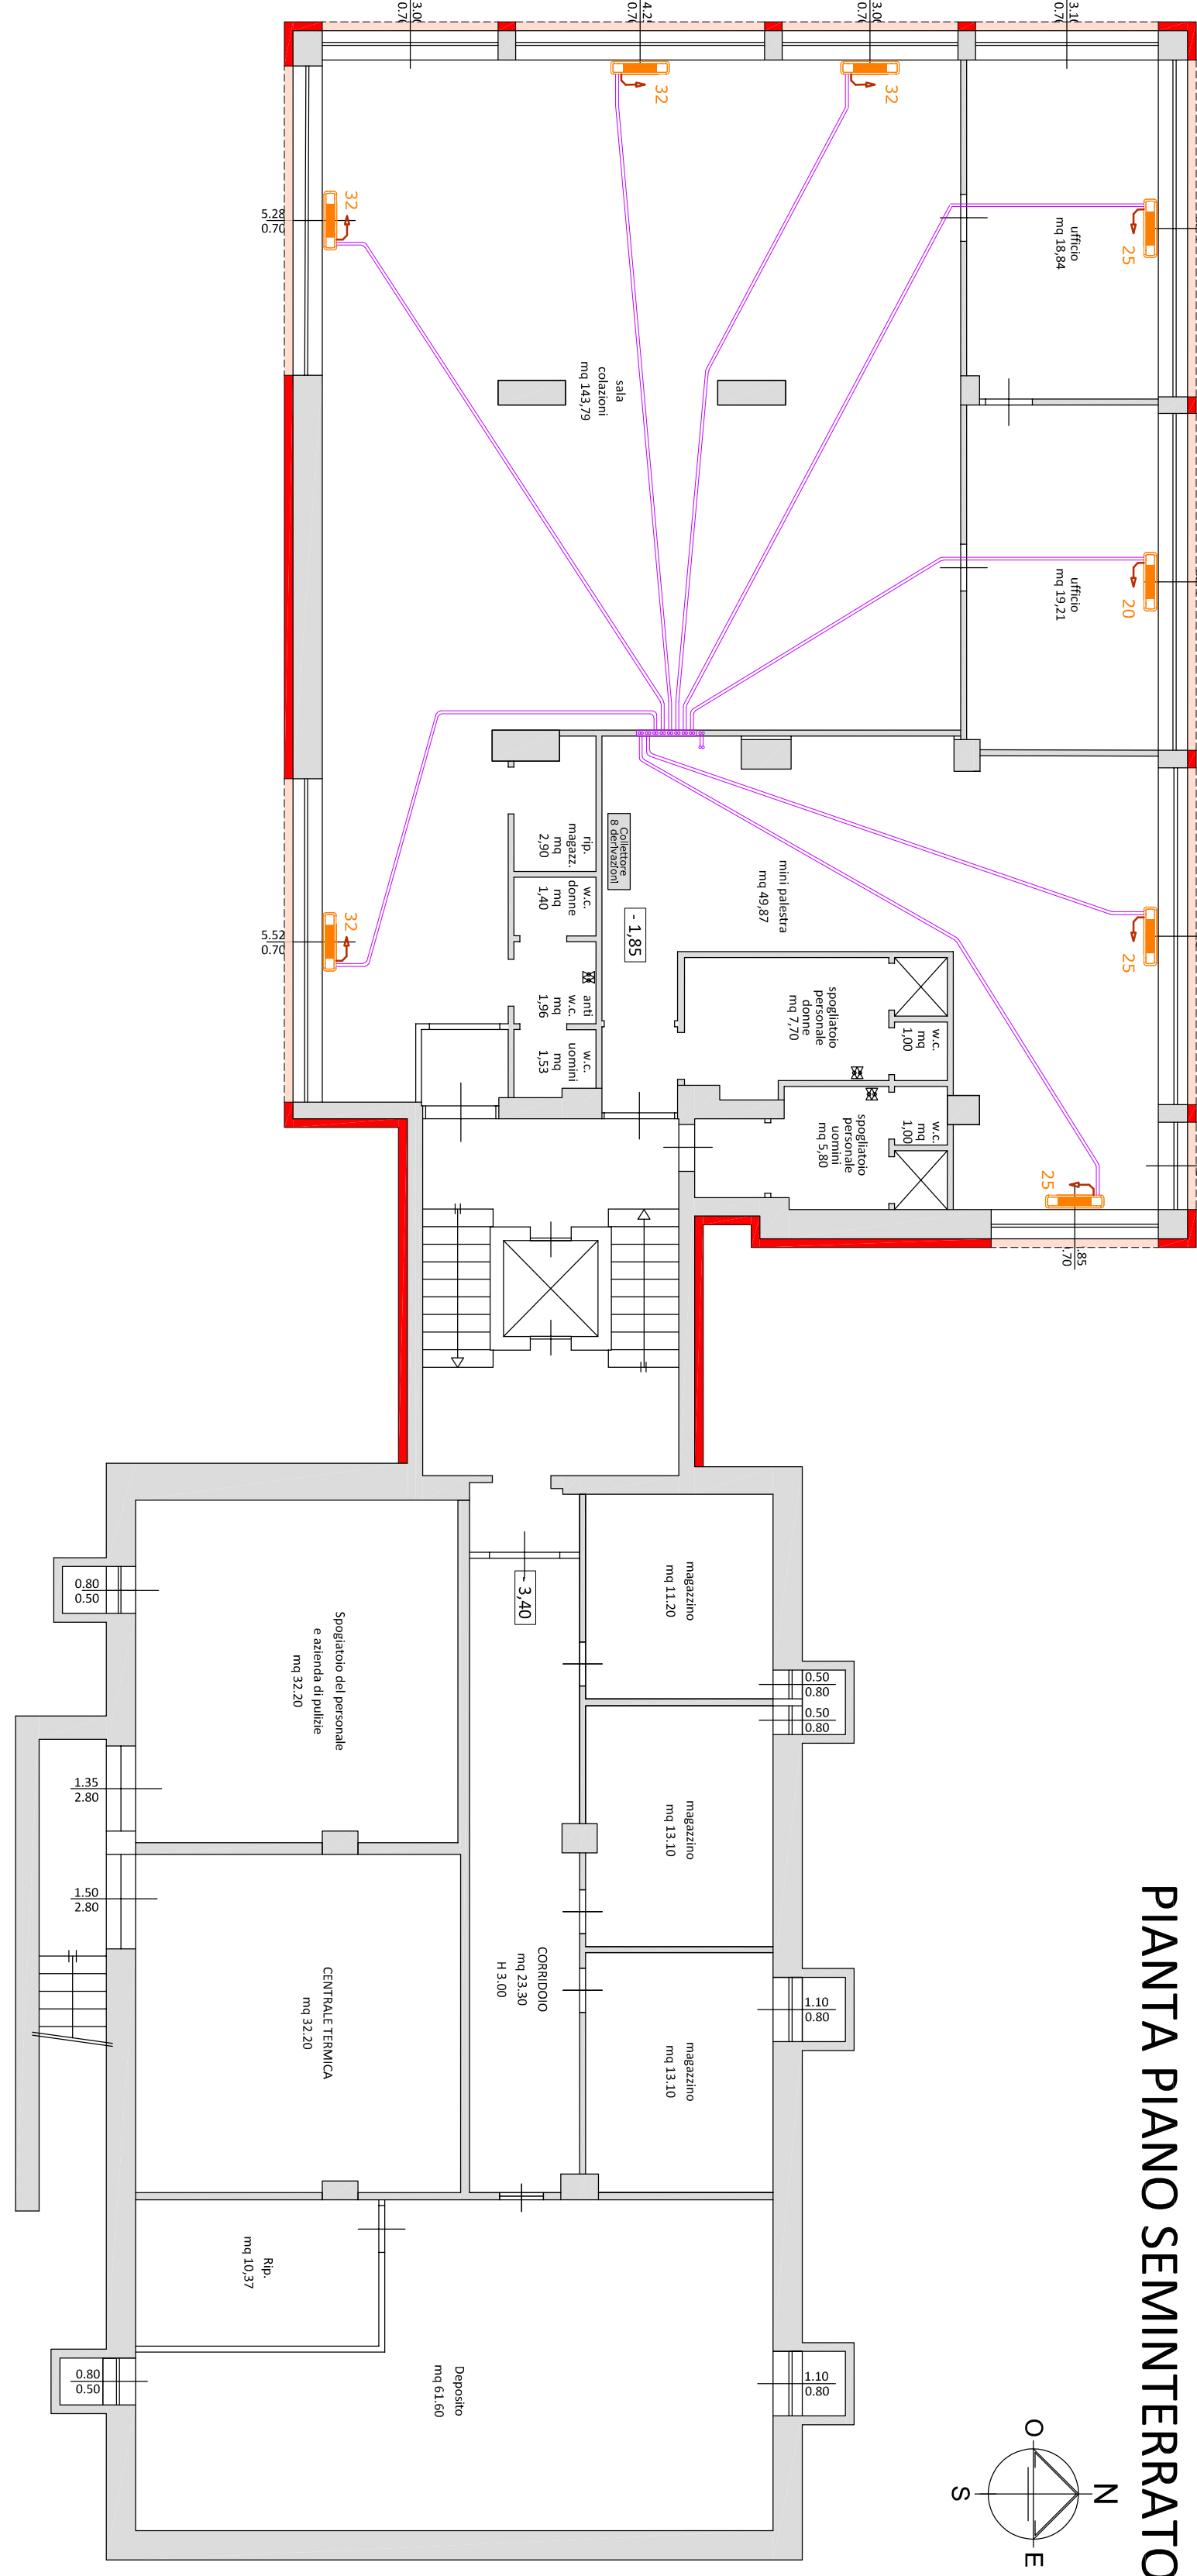 PIANTA PIANO SEMINTERRATO
N
O
E
S
ufficio
mq 18,84
25
ufficio
mq 19,21
20
25
25
32
32
32
32
sala
colazioni
mq 143,79
mini palestra
mq 49,87
Collettore
8 derivazioni
- 1,85
rip.
magazz.
mq
2,90
w.c.
donne
mq
1,40
anti
w.c.
mq
1,96
w.c.
uomini
mq
1,53
spogliatoio
personale
donne
mq 7,70
w.c.
mq
1,00
w.c.
mq
1,00
spogliatoio
personale
uomini
mq 5,80
5.28
0.70
5.52
0.70
- 3,40
magazzino
mq 11.20
magazzino
mq 13.10
magazzino
mq 13.10
0.50
0.80
0.50
0.80
1.10
0.80
1.10
0.80
CORRIDOIO
mq 23.30
H 3.00
Spogiatoio del personale
e azienda di pulizie
mq 32.20
CENTRALE TERMICA
mq 32.20
Rip.
mq 10,37
Deposito
mq 61.60
0.80
0.50
1.35
2.80
1.50
2.80
0.80
0.50